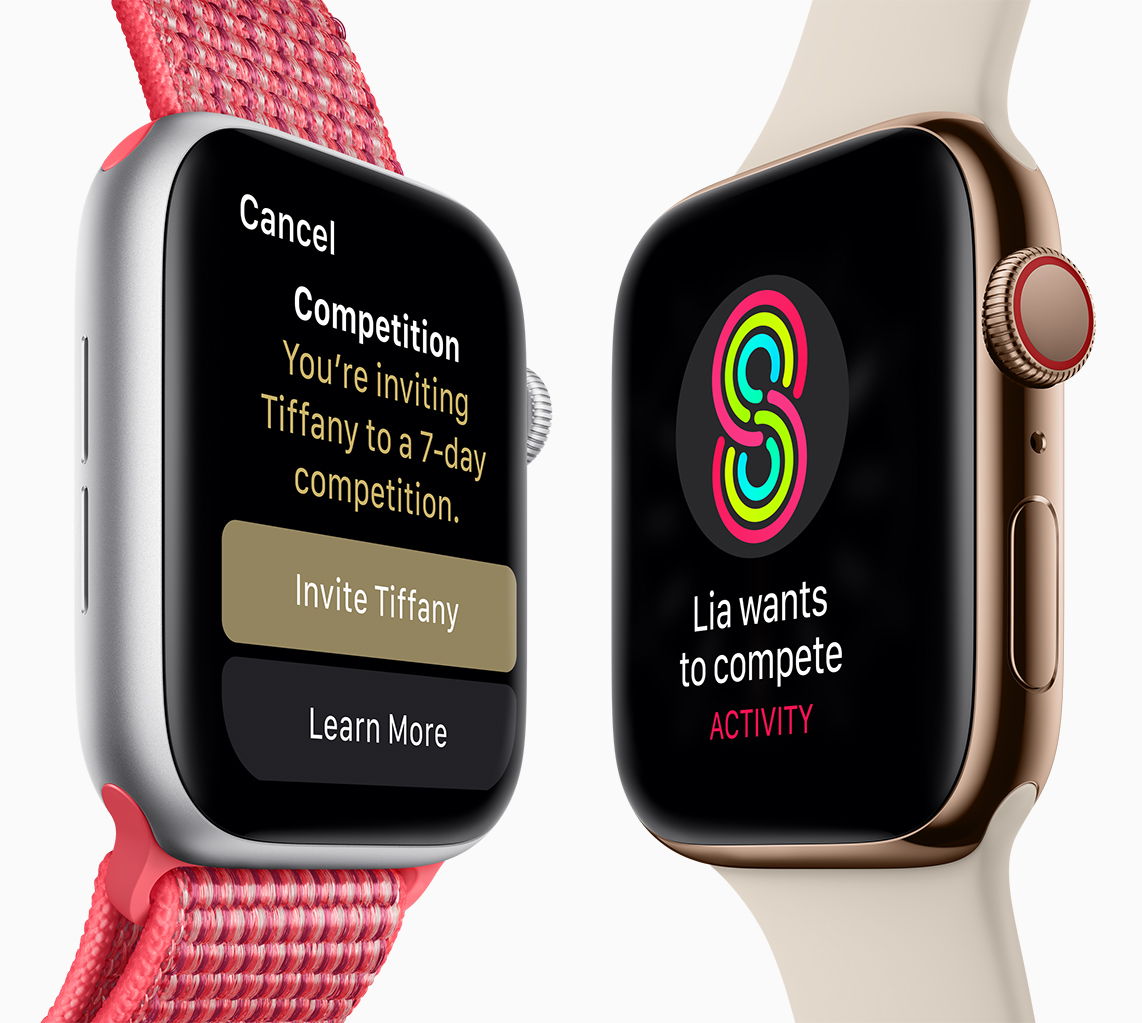 Cancel
Competition
You’re inviting
Tiffany to a 7-day
competition.
Invite Tiffany
Learn More
Lia wants
to compete
ACTIVITY